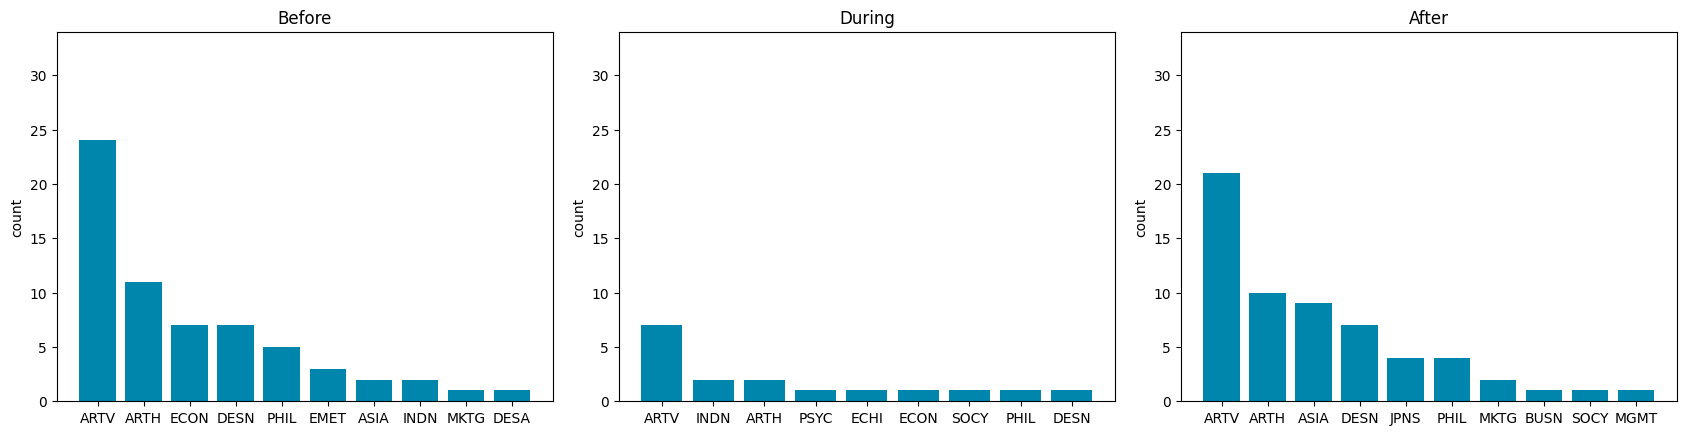 Before
30
25
20
15
10
5
0
count
ARTV ARTH ECON DESN PHIL EMET ASIA INDN MKTG DESA
During
30
25
20
15
10
5
0
count
ARTV INDN ARTH PSYC ECHI ECON SOCY PHIL DESN
After
30
25
20
15
10
5
0
count
ARTV ARTH ASIA DESN JPNS PHIL MKTG BUSN SOCY MGMT